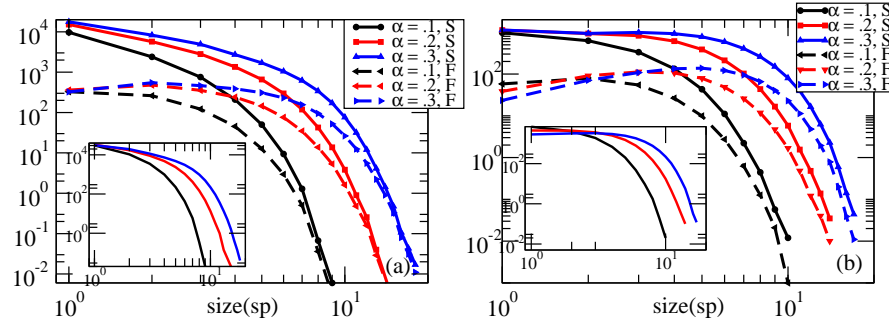 10^4
10^3
10^2
10^1
10^0
10^-1
10^-2
α = .1, S
α = .2, S
α = .3, S
α = .1, F
α = .2, F
α = .3, F
10^4
10^2
10^0
10^0
10^1
(a)
10^0
10^1
size(sp)
10^2
10^0
10^-2
α = .1, S
α = .2, S
α = .3, S
α = .1, F
α = .2, F
α = .3, F
10^2
10^0
10^-2
10^0
10^1
(b)
10^0
10^1
size(sp)